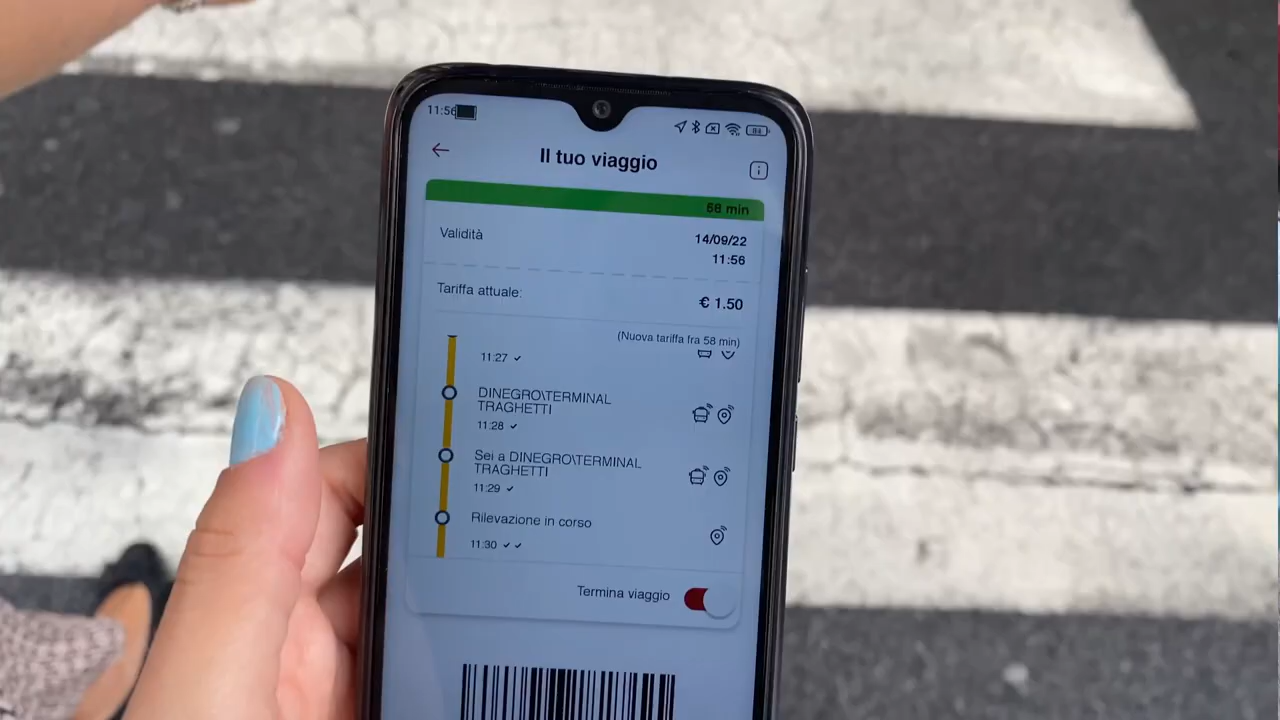 11:56
84
Il tuo viaggio
58 min
Validità
14/09/22
11:56
Tariffa attuale:
€ 1.50
(Nuova tariffa fra 58 min)
11:27
DINEGRO\TERMINAL
TRAGHETTI
11:28
Sei a DINEGRO\TERMINAL
TRAGHETTI
11:29
Rilevazione in corso
11:30
Termina viaggio